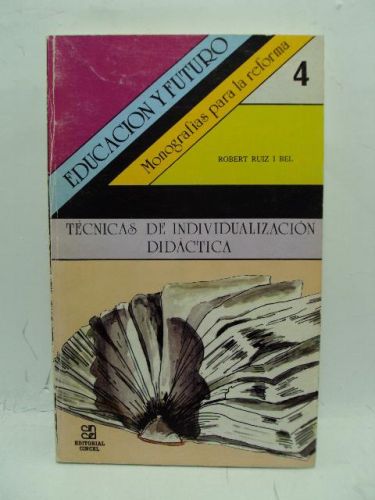 EDUCACION Y FUTURO
Monografías para la reforma
4
ROBERT RUIZ I BEL
TÉCNICAS DE INDIVIDUALIZACIÓN
DIDÁCTICA
EDITORIAL
CINCEL